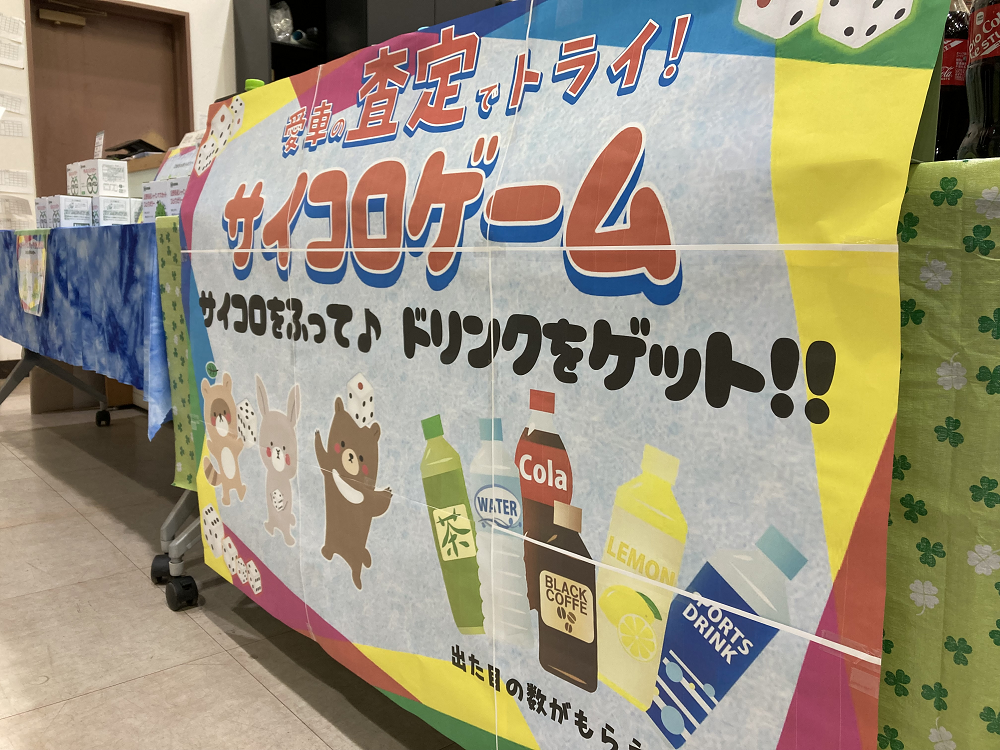 愛車の査定でトライ!
サイコロゲーム
サイコロをふって♪ ドリンクをゲット!!
茶
WATER
Cola
BLACK
COFFE
LEMON
SPORTS
DRINK
出た目の数がもらえ